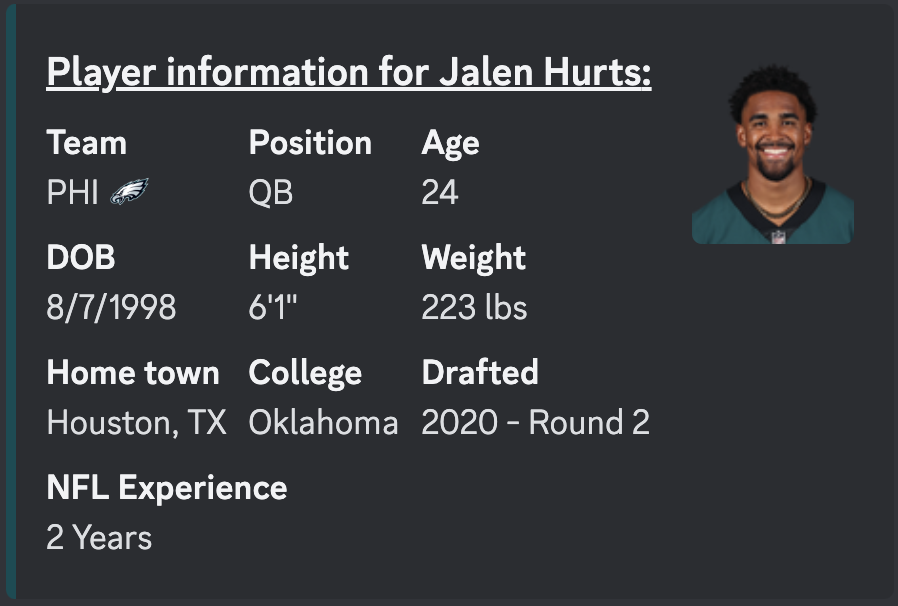 Player information for Jalen Hurts:
Team Position Age
PHI QB 24
DOB Height Weight
8/7/1998 6'1" 223 lbs
Home town College Drafted
Houston, TX Oklahoma 2020 - Round 2
NFL Experience
2 Years